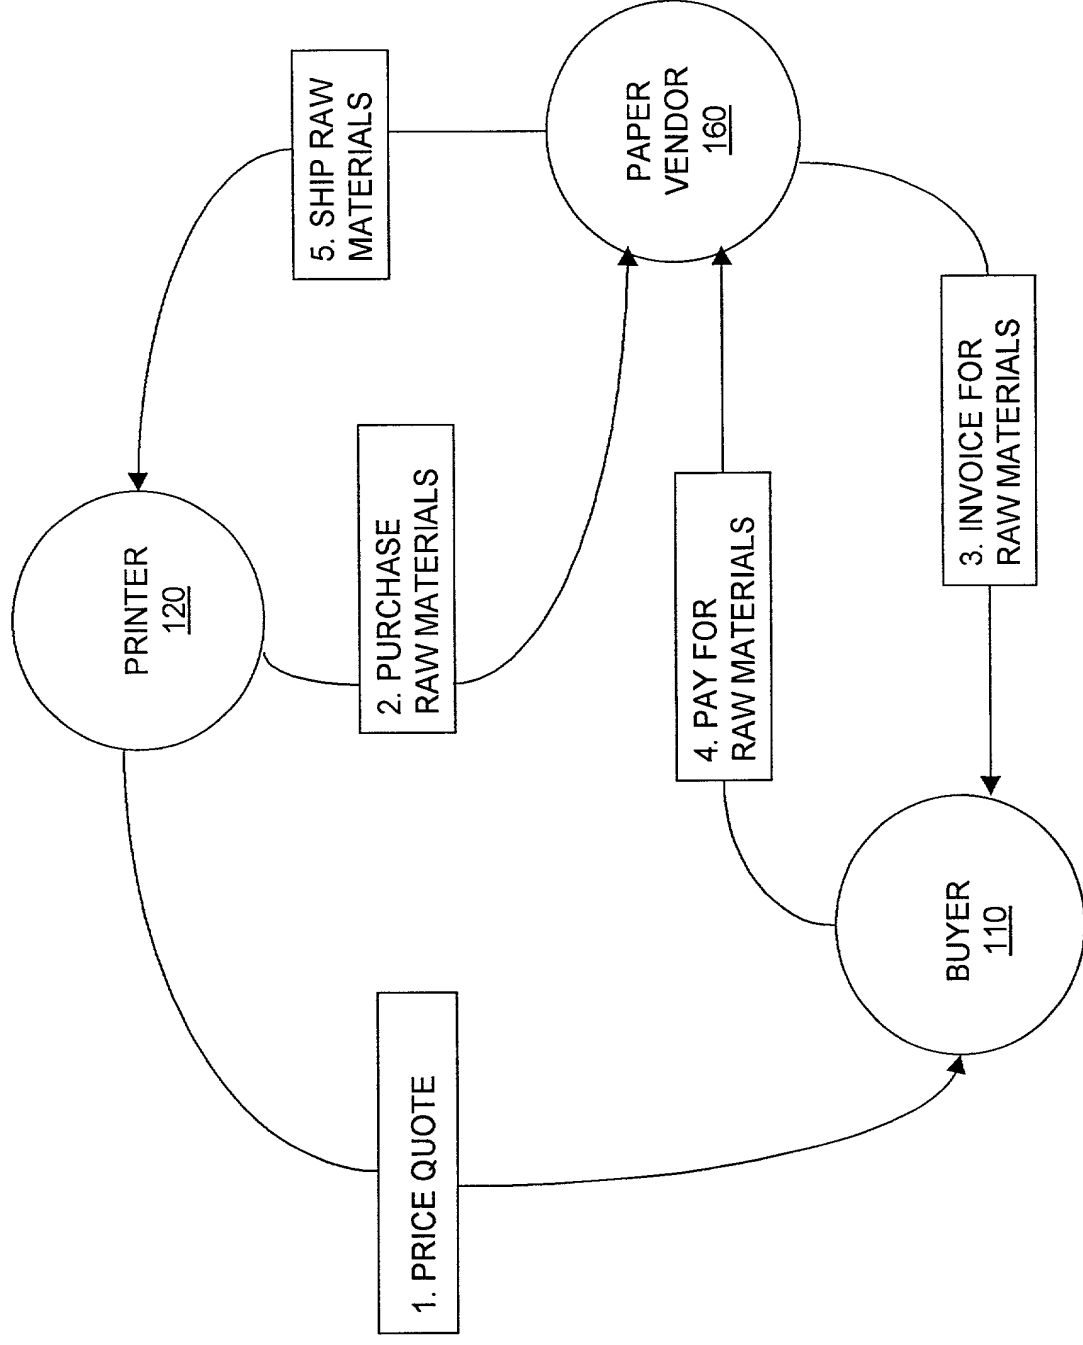 1. PRICE QUOTE
PRINTER
120
2. PURCHASE
RAW MATERIALS
5. SHIP RAW
MATERIALS
BUYER
110
4. PAY FOR
RAW MATERIALS
PAPER
VENDOR
160
3. INVOICE FOR
RAW MATERIALS